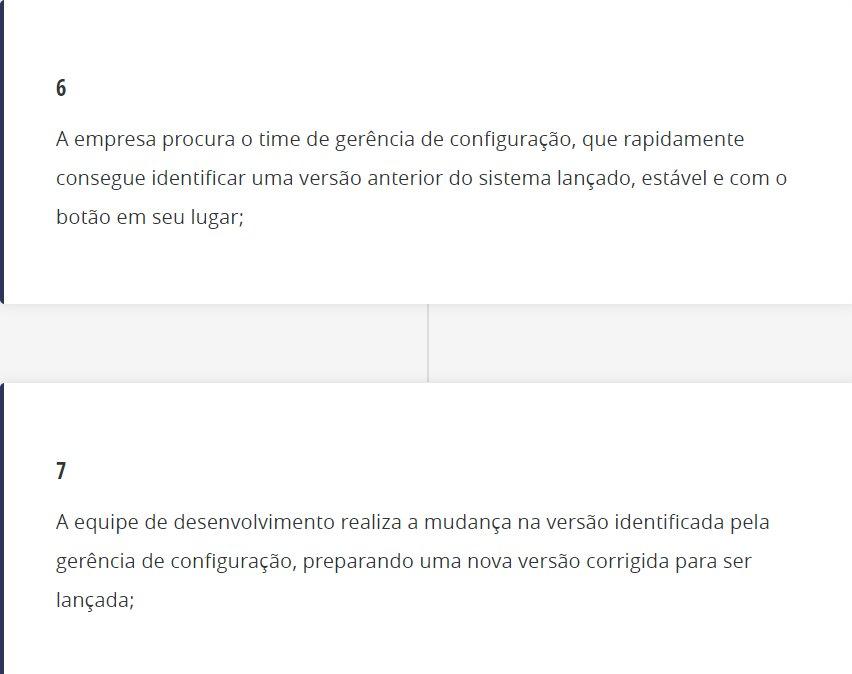 6
A empresa procura o time de gerência de configuração, que rapidamente
consegue identificar uma versão anterior do sistema lançado, estável e com o
botão em seu lugar;
7
A equipe de desenvolvimento realiza a mudança na versão identificada pela
gerência de configuração, preparando uma nova versão corrigida para ser
lançada;